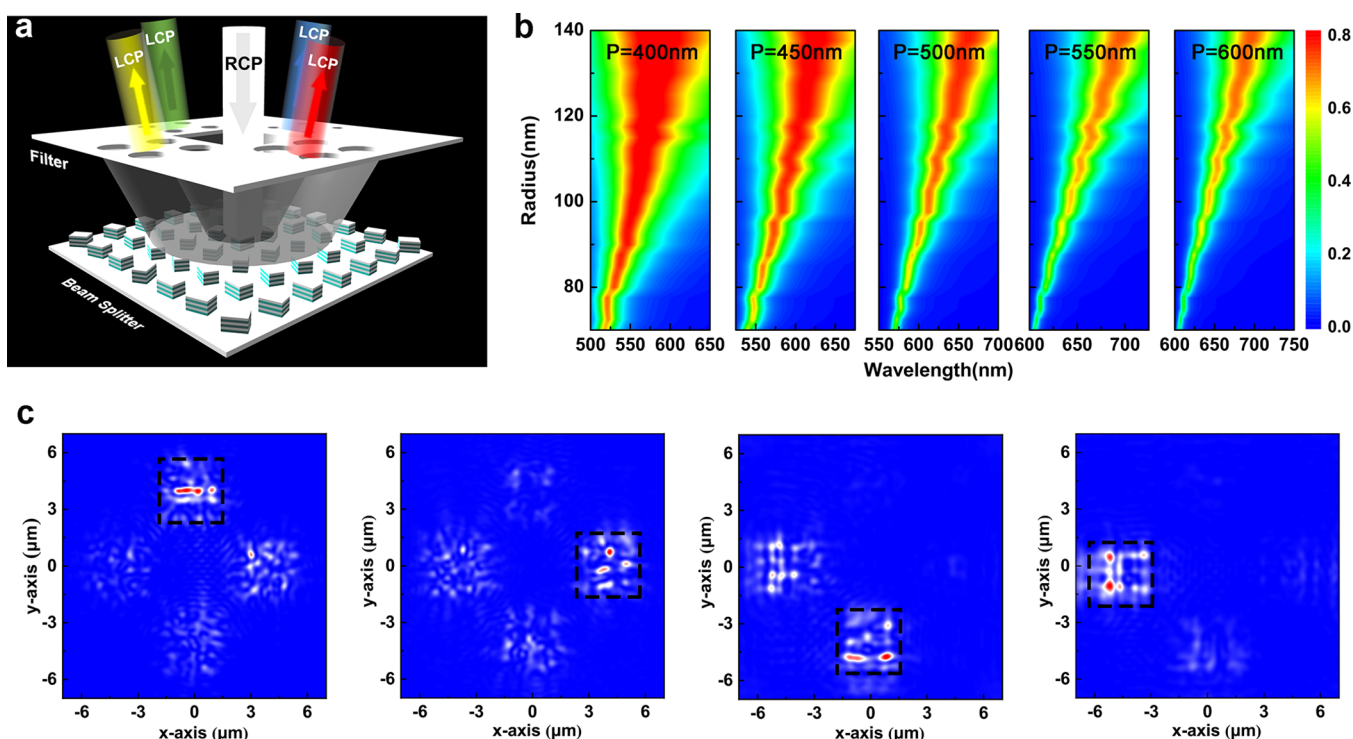 a
LCP
LCP
RCP
LCP
LCP
Filter
Beam Splitter
b
P=400nm
P=450nm
P=500nm
P=550nm
P=600nm
140
120
100
80
Radius(nm)
500 550 600 650
550 600 650
550 600 650 700
600 650 700
600 650 700 750
Wavelength(nm)
0.8
0.6
0.4
0.2
0.0
c
6
3
0
-3
-6
y-axis (μm)
-6 -3 0 3 6
x-axis (μm)
6
3
0
-3
-6
y-axis (μm)
-6 -3 0 3 6
x-axis (μm)
6
3
0
-3
-6
y-axis (μm)
-6 -3 0 3 6
x-axis (μm)
6
3
0
-3
-6
y-axis (μm)
-6 -3 0 3 6
x-axis (μm)